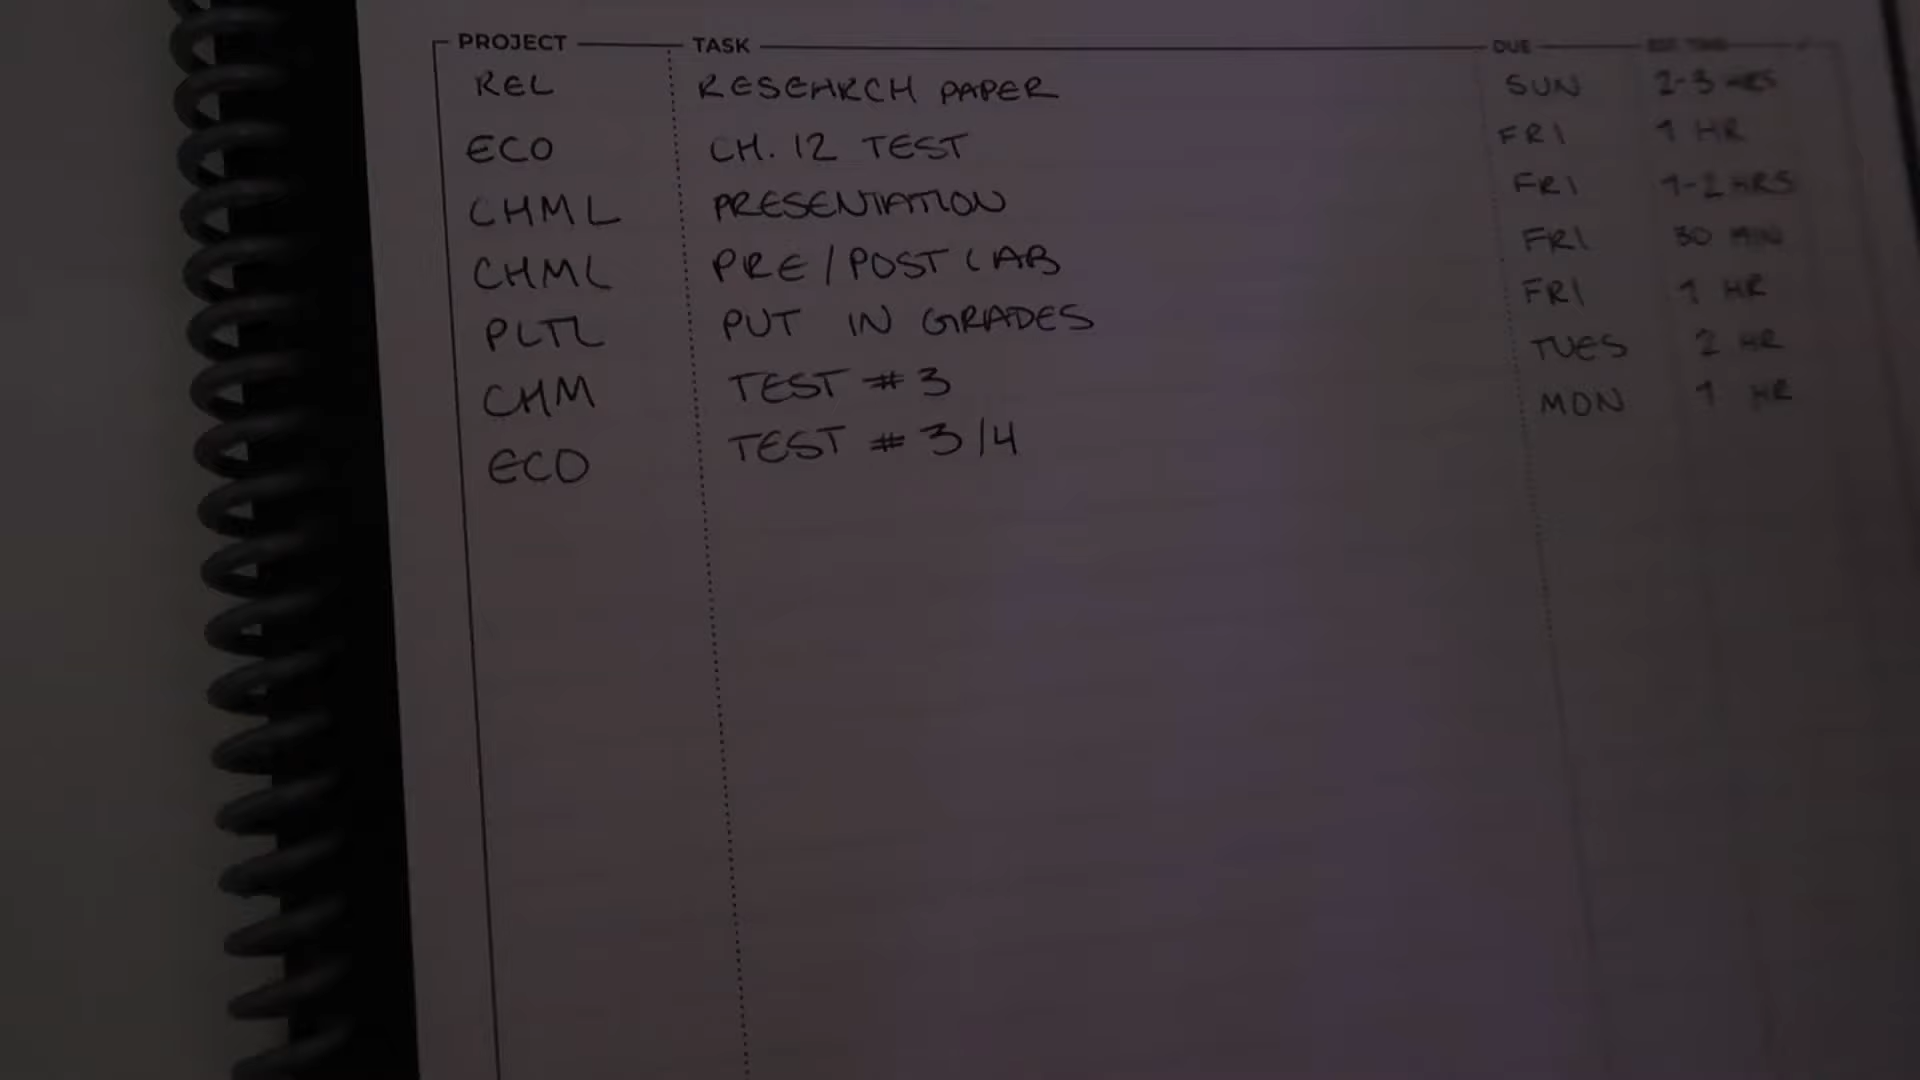 PROJECT TASK DUE EST TIME
REL RESEARCH PAPER SUN 2-3 HRS
ECO CH. 12 TEST FRI 1 HR
CHML PRESENTATION FRI 1-2 HRS
CHML PRE/POST LAB FRI 30 MIN
PLTL PUT IN GRADES FRI 1 HR
CHM TEST #3 TUES 2 HR
ECO TEST #3/4 MON 1 HR